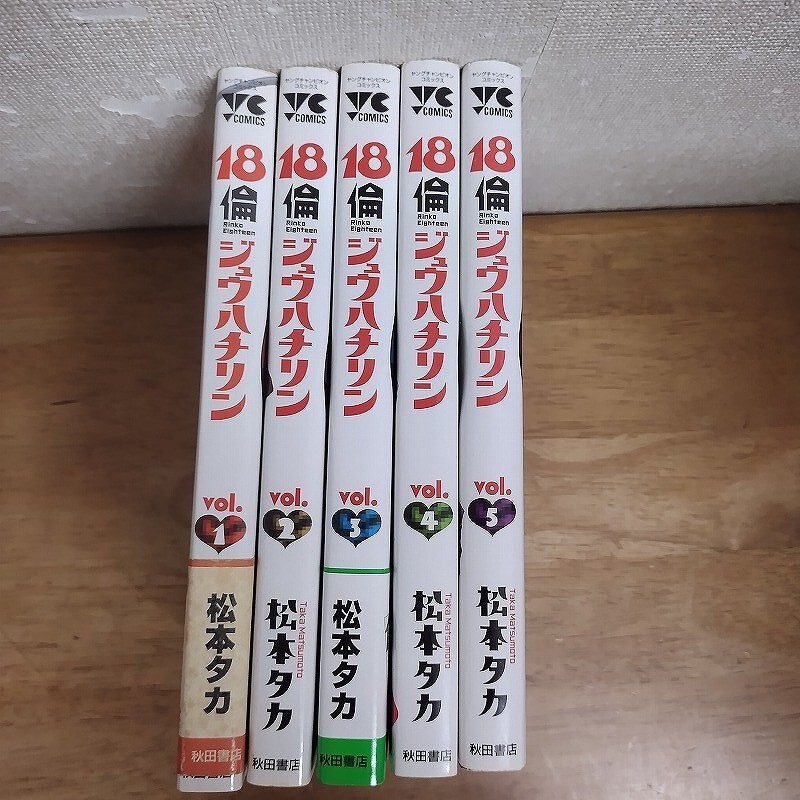 ヤングチャンピオン
コミックス
YC
COMICS
18
倫
Rinko
Eighteen
ジュウハチリン
vol.
1
松本タカ
秋田書店
秋田書店
ヤングチャンピオン
コミックス
YC
COMICS
18
倫
Rinko
Eighteen
ジュウハチリン
vol.
2
松本タカ
Taka Matsumoto
秋田書店
ヤングチャンピオン
コミックス
YC
COMICS
18
倫
Rinko
Eighteen
ジュウハチリン
vol.
3
松本タカ
秋田書店
ヤングチャンピオン
コミックス
YC
COMICS
18
倫
Rinko
Eighteen
ジュウハチリン
vol.
4
松本タカ
Taka Matsumoto
秋田書店
ヤングチャンピオン
コミックス
YC
COMICS
18
倫
Rinko
Eighteen
ジュウハチリン
vol.
5
松本タカ
Taka Matsumoto
秋田書店